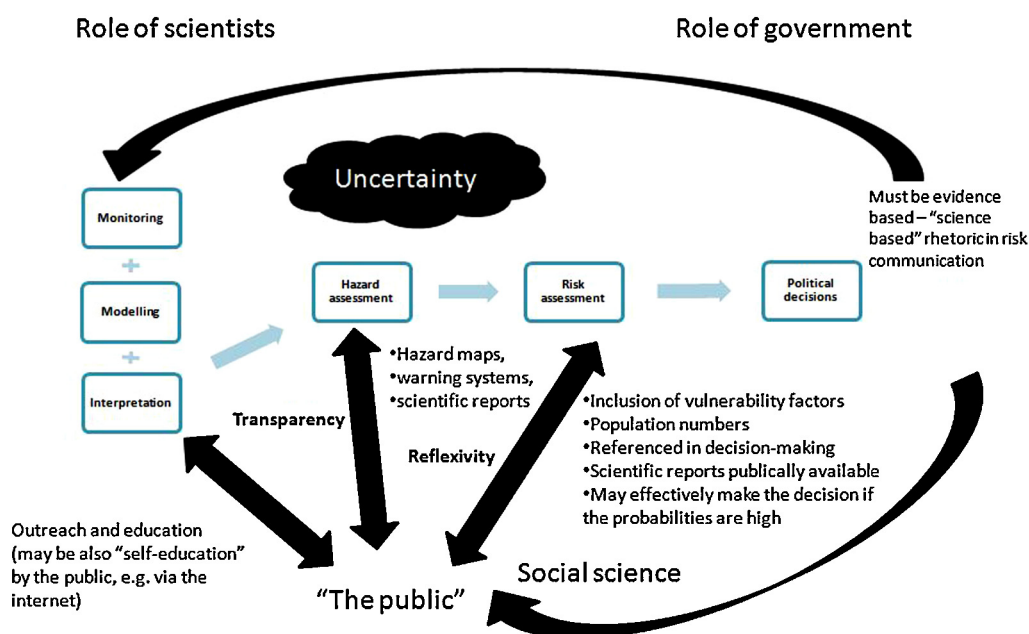 Role of scientists
Role of government
Uncertainty
Monitoring
Modelling
Interpretation
Hazard
assessment
Risk
assessment
Political
decisions
Must be evidence
based – “science
based” rhetoric in risk
communication
•Hazard maps,
•warning systems,
•scientific reports
Transparency
Reflexivity
•Inclusion of vulnerability factors
•Population numbers
•Referenced in decision-making
•Scientific reports publically available
•May effectively make the decision if
the probabilities are high
Outreach and education
(may be also “self-education”
by the public, e.g. via the
internet)
Social science
“The public”